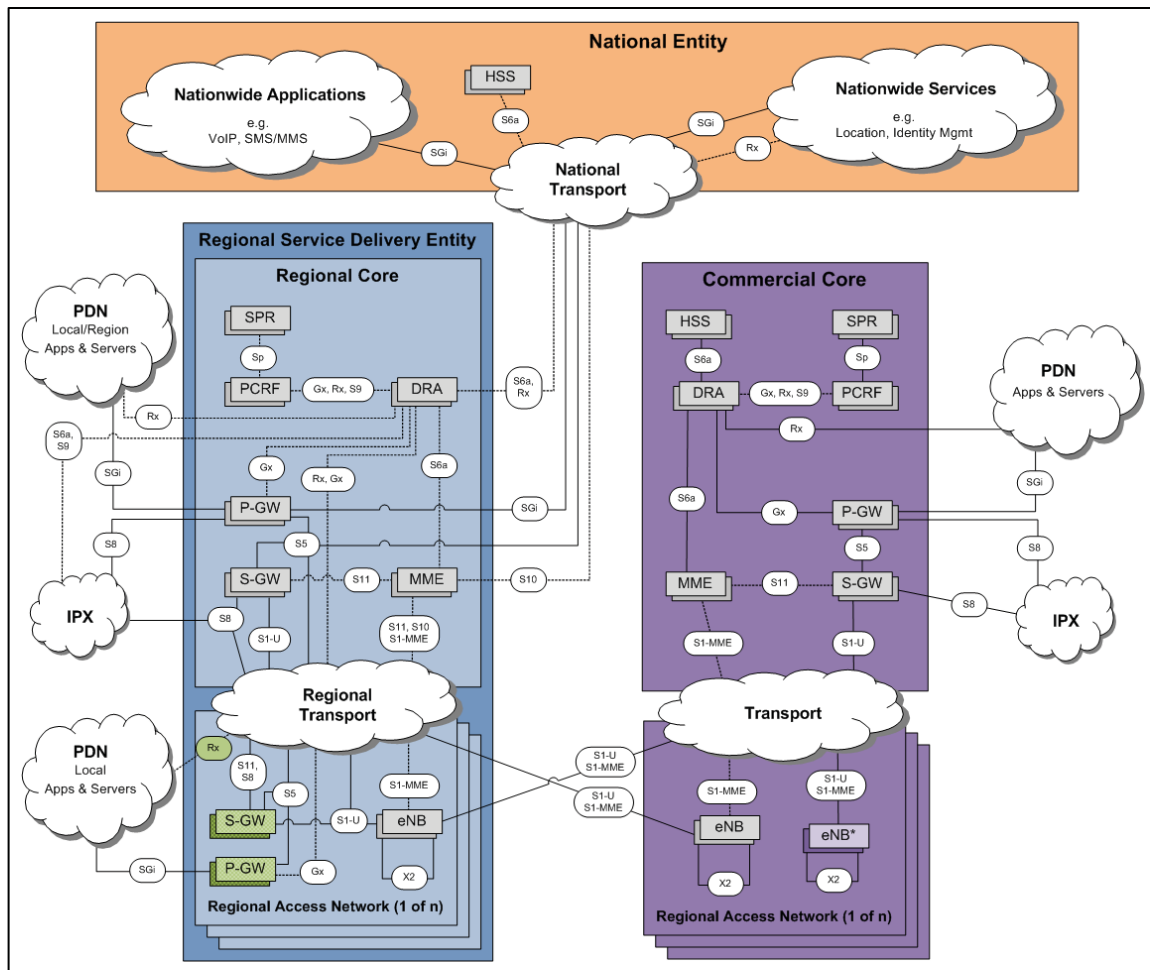 National Entity
Nationwide Applications
e.g.
VoIP, SMS/MMS
HSS
S6a
Nationwide Services
e.g.
Location, Identity Mgmt
SGi
SGi
Rx
National
Transport
Regional Service Delivery Entity
Regional Core
SPR
Sp
PCRF
Gx, Rx, S9
DRA
S6a,
Rx
PDN
Local/Region
Apps & Servers
Rx
S6a,
S9
SGi
Gx
Rx, Gx
S6a
P-GW
SGi
S8
S5
S-GW
S11
MME
S10
IPX
S8
S1-U
S11, S10
S1-MME
Regional
Transport
PDN
Local
Apps & Servers
Rx
S11,
S8
S5
S1-MME
S-GW
S1-U
eNB
P-GW
SGi
Gx
X2
Regional Access Network (1 of n)
S1-U
S1-MME
S1-U
S1-MME
Commercial Core
HSS
SPR
S6a
Sp
DRA
Gx, Rx, S9
PCRF
Rx
PDN
Apps & Servers
SGi
S6a
Gx
P-GW
S5
S8
MME
S11
S-GW
S8
IPX
S1-MME
S1-U
Transport
S1-MME
S1-U
S1-MME
eNB
eNB*
X2
X2
Regional Access Network (1 of n)